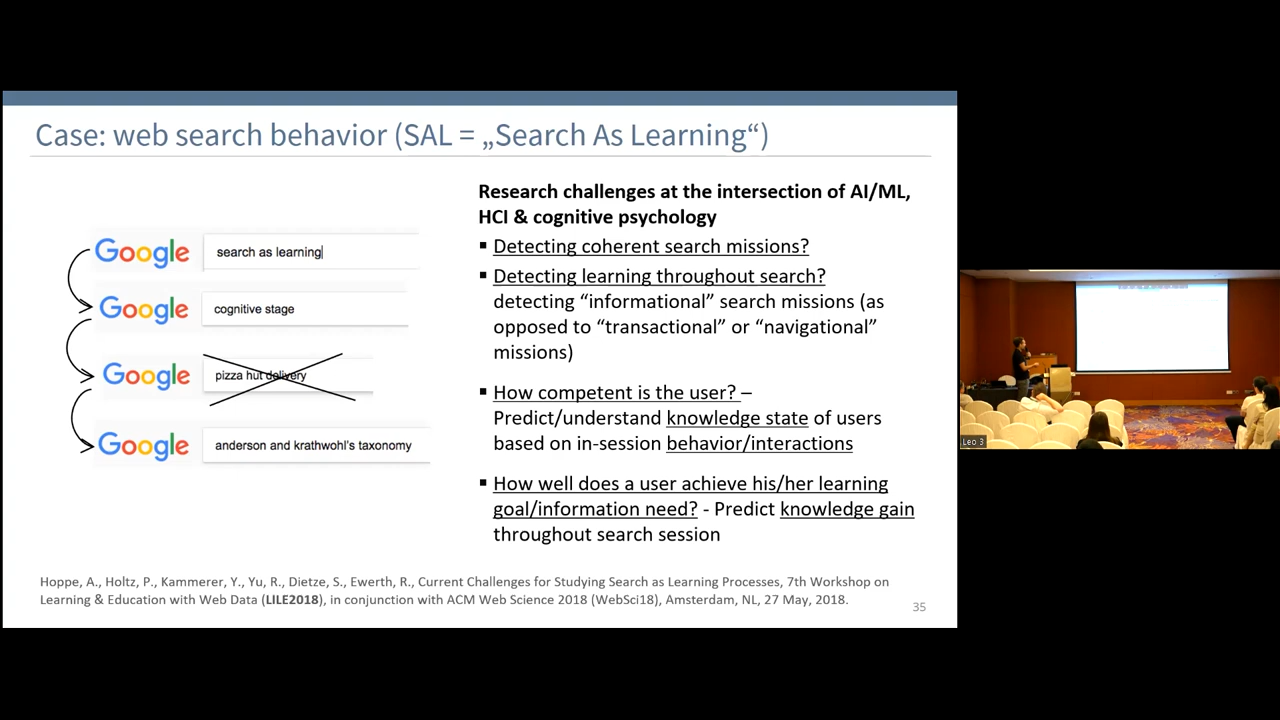 Case: web search behavior (SAL = „Search As Learning“)
Google search as learning
Google cognitive stage
Google pizza hut delivery
Google anderson and krathwohl's taxonomy
Research challenges at the intersection of AI/ML,
HCI & cognitive psychology
▪ Detecting coherent search missions?
▪ Detecting learning throughout search?
detecting “informational” search missions (as
opposed to “transactional” or “navigational”
missions)
▪ How competent is the user? –
Predict/understand knowledge state of users
based on in-session behavior/interactions
▪ How well does a user achieve his/her learning
goal/information need? - Predict knowledge gain
throughout search session
Hoppe, A., Holtz, P., Kammerer, Y., Yu, R., Dietze, S., Ewerth, R., Current Challenges for Studying Search as Learning Processes, 7th Workshop on
Learning & Education with Web Data (LILE2018), in conjunction with ACM Web Science 2018 (WebSci18), Amsterdam, NL, 27 May, 2018.
35
Leo 3